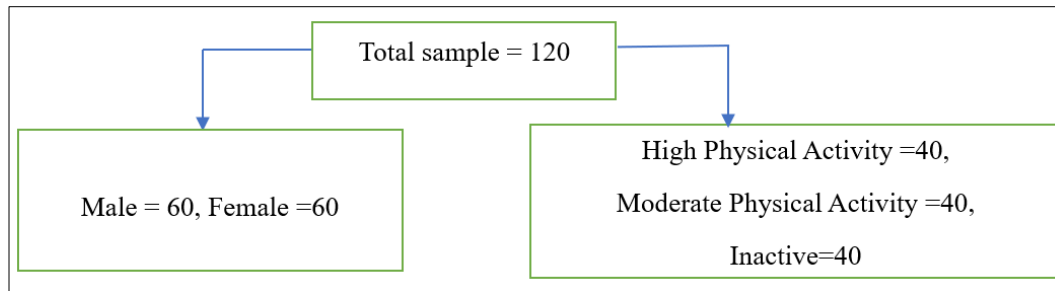 Total sample = 120
Male = 60, Female =60
High Physical Activity =40,
Moderate Physical Activity =40,
Inactive=40